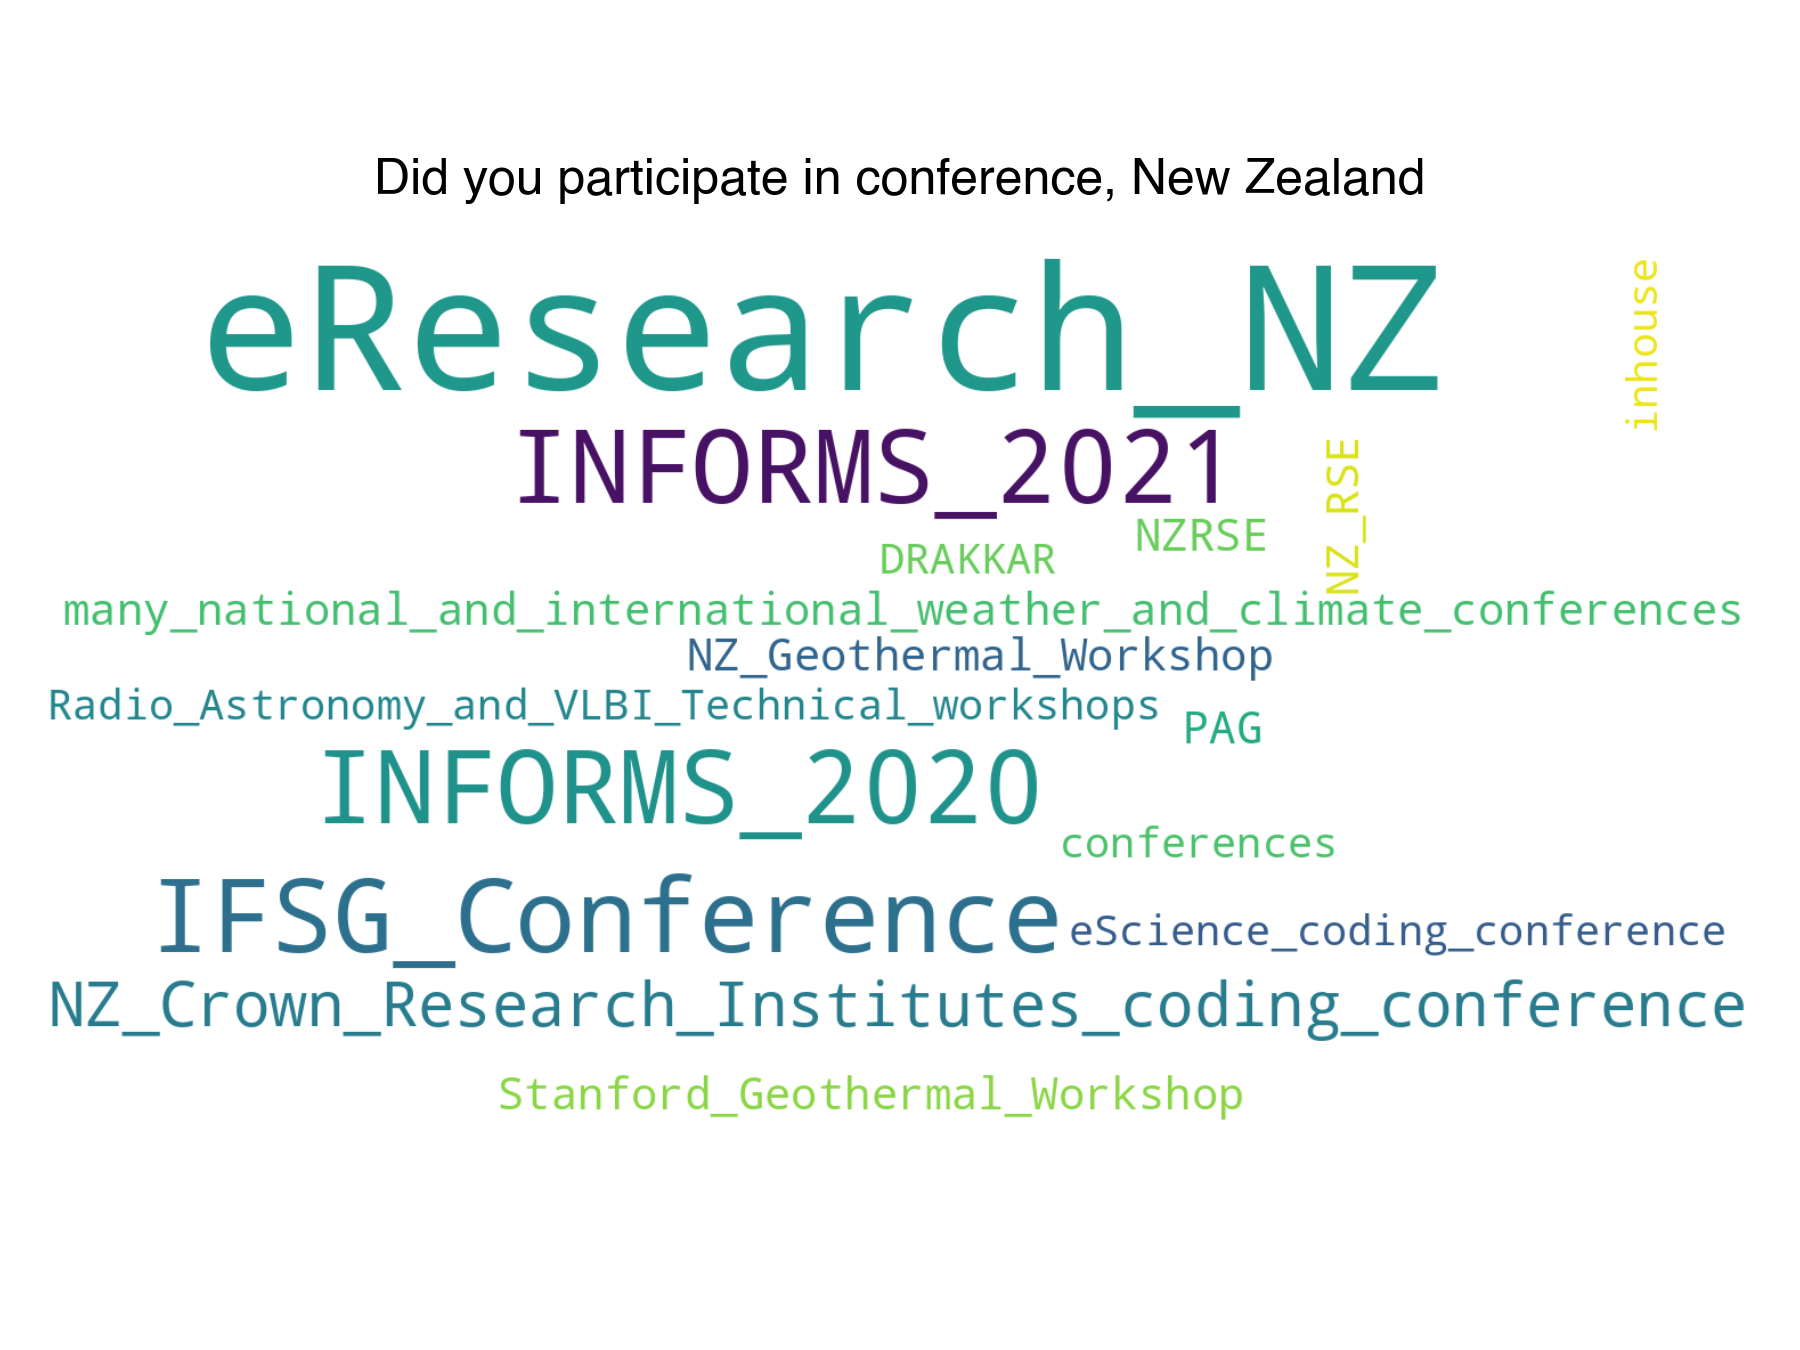 Did you participate in conference, New Zealand
eResearch_NZ
inhouse
INFORMS_2021
NZ_RSE
NZRSE
DRAKKAR
many_national_and_international_weather_and_climate_conferences
NZ_Geothermal_Workshop
Radio_Astronomy_and_VLBI_Technical_workshops
PAG
INFORMS_2020
conferences
IFSG_Conference
eScience_coding_conference
NZ_Crown_Research_Institutes_coding_conference
Stanford_Geothermal_Workshop